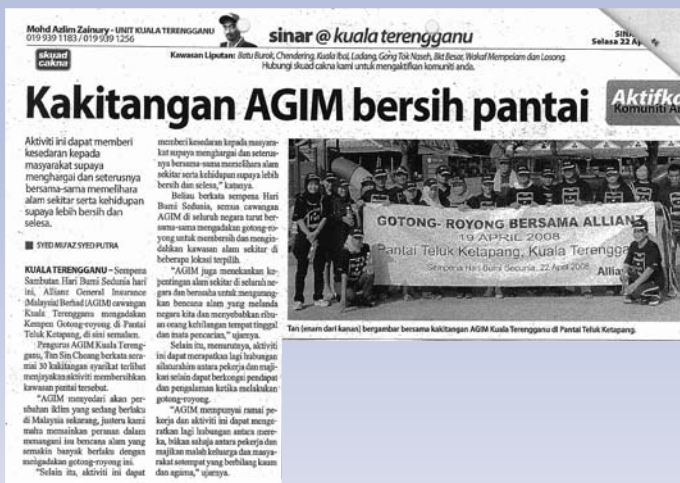 Mohd Azlim Zainury - UNIT KUALA TERENGGANU
019 939 1183 / 019 939 1256
sinar @ kuala terengganu
Selasa 22
skuad
cakna
Kawasan Liputan: Batu Burok, Chendering, Kuala Ibai, Ladang, Gong Tok Naseh, Bkt Besar, Wakaf Mempelam dan Losong.
Hubungi skuad cakna kami untuk mengaktifkan komuniti anda.
Kakitangan AGIM bersih pantai
Komuniti
Aktiviti ini dapat memberi
kesedaran kepada
masyarakat supaya
menghargai dan seterusnya
bersama-sama memelihara
alam sekitar serta kehidupan
supaya lebih bersih dan
selesa.
SYED MU'AZ SYED PUTRA
KUALA TERENGGANU – Sempena
Sambutan Hari Bumi Sedunia hari
ini, Allianz General Insurance
(Malaysia) Berhad (AGIM) cawangan
Kuala Terengganu mengadakan
Kempen Gotong-royong di Pantai
Teluk Ketapang, di sini semalam.
Pengurus AGIM Kuala Tereng-
ganu, Tan Sin Cheang berkata sera-
mai 30 kakitangan syarikat terlibat
menjayakan aktiviti membersihkan
kawasan pantai tersebut.
"AGIM menyedari akan per-
ubahan iklim yang sedang berlaku
di Malaysia sekarang, justeru kami
mahu memainkan peranan dalam
menangani isu bencana alam yang
semakin banyak berlaku dengan
mengadakan gotong-royong ini.
"Selain itu, aktiviti ini dapat
memberi kesedaran kepada masyara-
kat supaya menghargai dan seterus-
nya bersama-sama memelihara alam
sekitar serta kehidupan supaya lebih
bersih dan selesa," katanya.
Beliau berkata sempena Hari
Bumi Sedunia, semua cawangan
AGIM di seluruh negara turut ber-
sama-sama mengadakan gotong-ro-
yong untuk membersih dan mengin-
dahkan kawasan alam sekitar di
beberapa lokasi terpilih.
"AGIM juga menekankan ke-
pentingan alam sekitar di seluruh ne-
gara dan berusaha untuk mengurang-
kan bencana alam yang melanda
negara kita dan menyebabkan ribu-
an orang kehilangan tempat tinggal
dan mata pencarian," ujarnya.
Selain itu, menurutnya, aktiviti
ini dapat merapatkan lagi hubungan
silaturahim antara pekerja dan maji-
kan selain dapat berkongsi pendapat
dan pengalaman ketika melakukan
gotong-royong.
"AGIM mempunyai ramai pe-
kerja dan aktiviti ini dapat menge-
ratkan lagi hubungan antara mere-
ka, bukan sahaja antara pekerja dan
majikan malah keluarga dan masya-
rakat setempat yang berbilang kaum
dan agama," ujarnya.
GOTONG- ROYONG BERSAMA ALLIANZ
19 APRIL 2008
Pantai Teluk Ketapang, Kuala Terengga
Sempena Hari Bumi Sedunia, 22 April 2008
Allia
Tan (enam dari kanan) bergambar bersama kakitangan AGIM Kuala Terengganu di Pantai Teluk Ketapang.